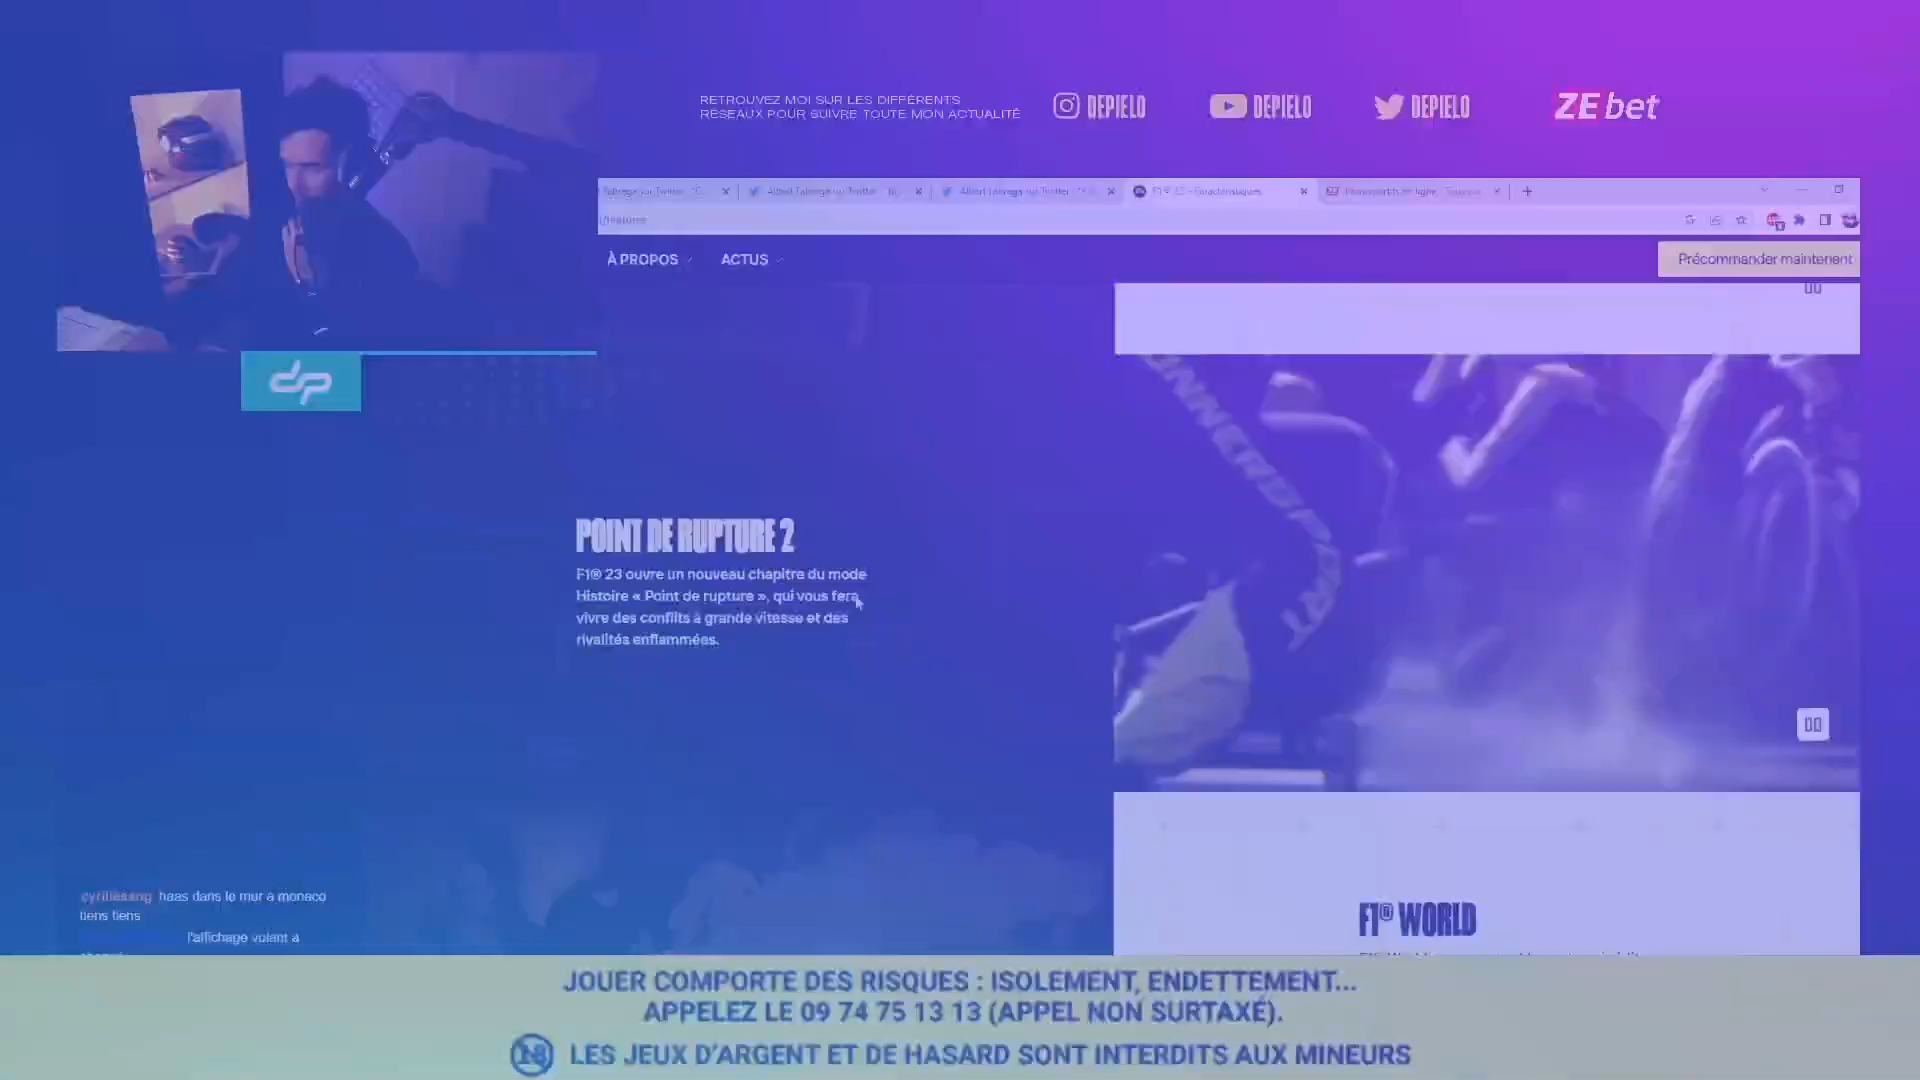 RETROUVEZ MOI SUR LES DIFFÉRENTS
RÉSEAUX POUR SUIVRE TOUTE MON ACTUALITÉ
DEPIELO
DEPIELO
DEPIELO
ZEbet
/features
À PROPOS
ACTUS
Précommander maintenant
dp
POINT DE RUPTURE 2
F1® 23 ouvre un nouveau chapitre du mode
Histoire « Point de rupture », qui vous fera
vivre des conflits à grande vitesse et des
rivalités enflammées.
cyrillesang haas dans le mur a monaco
tiens tiens
l'affichage volant a
F1® WORLD
JOUER COMPORTE DES RISQUES : ISOLEMENT, ENDETTEMENT...
APPELEZ LE 09 74 75 13 13 (APPEL NON SURTAXÉ).
18 LES JEUX D'ARGENT ET DE HASARD SONT INTERDITS AUX MINEURS